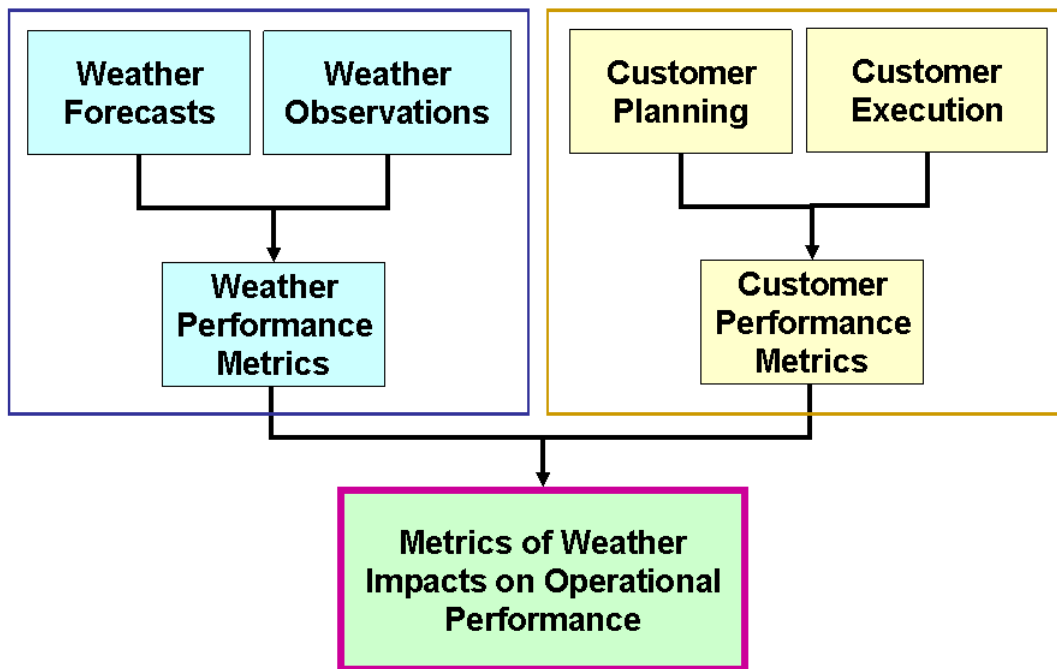 Weather
Forecasts
Weather
Observations
Customer
Planning
Customer
Execution
Weather
Performance
Metrics
Customer
Performance
Metrics
Metrics of Weather
Impacts on Operational
Performance